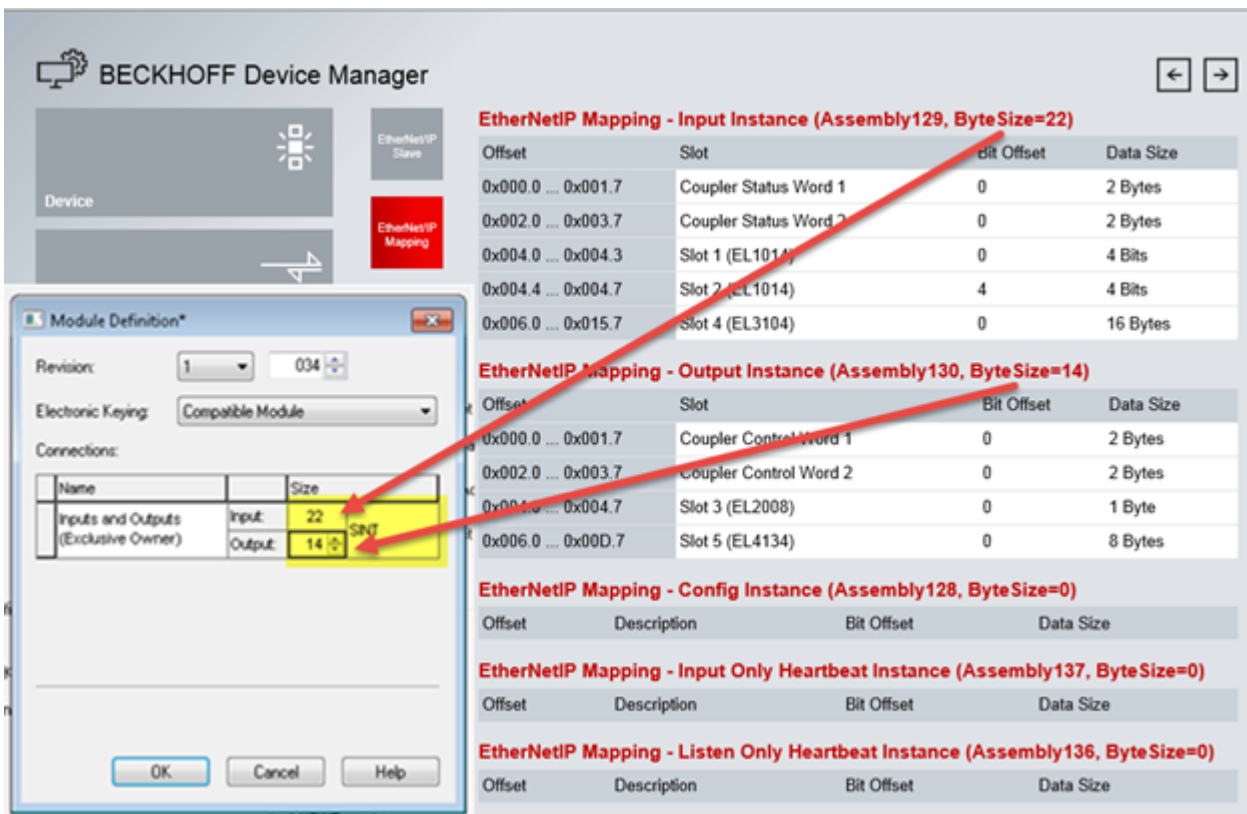 BECKHOFF Device Manager
Device
EtherNet/IP
Slave
EtherNet/IP
Mapping
EtherNetIP Mapping - Input Instance (Assembly129, ByteSize=22)
Offset Slot Bit Offset Data Size
0x000.0 ... 0x001.7 Coupler Status Word 1 0 2 Bytes
0x002.0 ... 0x003.7 Coupler Status Word 2 0 2 Bytes
0x004.0 ... 0x004.3 Slot 1 (EL1014) 0 4 Bits
0x004.4 ... 0x004.7 Slot 2 (EL1014) 4 4 Bits
0x006.0 ... 0x015.7 Slot 4 (EL3104) 0 16 Bytes
EtherNetIP Mapping - Output Instance (Assembly130, ByteSize=14)
Offset Slot Bit Offset Data Size
0x000.0 ... 0x001.7 Coupler Control Word 1 0 2 Bytes
0x002.0 ... 0x003.7 Coupler Control Word 2 0 2 Bytes
0x004.0 ... 0x004.7 Slot 3 (EL2008) 0 1 Byte
0x006.0 ... 0x00D.7 Slot 5 (EL4134) 0 8 Bytes
EtherNetIP Mapping - Config Instance (Assembly128, ByteSize=0)
Offset Description Bit Offset Data Size
EtherNetIP Mapping - Input Only Heartbeat Instance (Assembly137, ByteSize=0)
Offset Description Bit Offset Data Size
EtherNetIP Mapping - Listen Only Heartbeat Instance (Assembly136, ByteSize=0)
Offset Description Bit Offset Data Size
Module Definition*
Revision: 1 034
Electronic Keying: Compatible Module
Connections:
Name Size
Inputs and Outputs (Exclusive Owner) Input: 22 SINT
Output: 14
OK Cancel Help